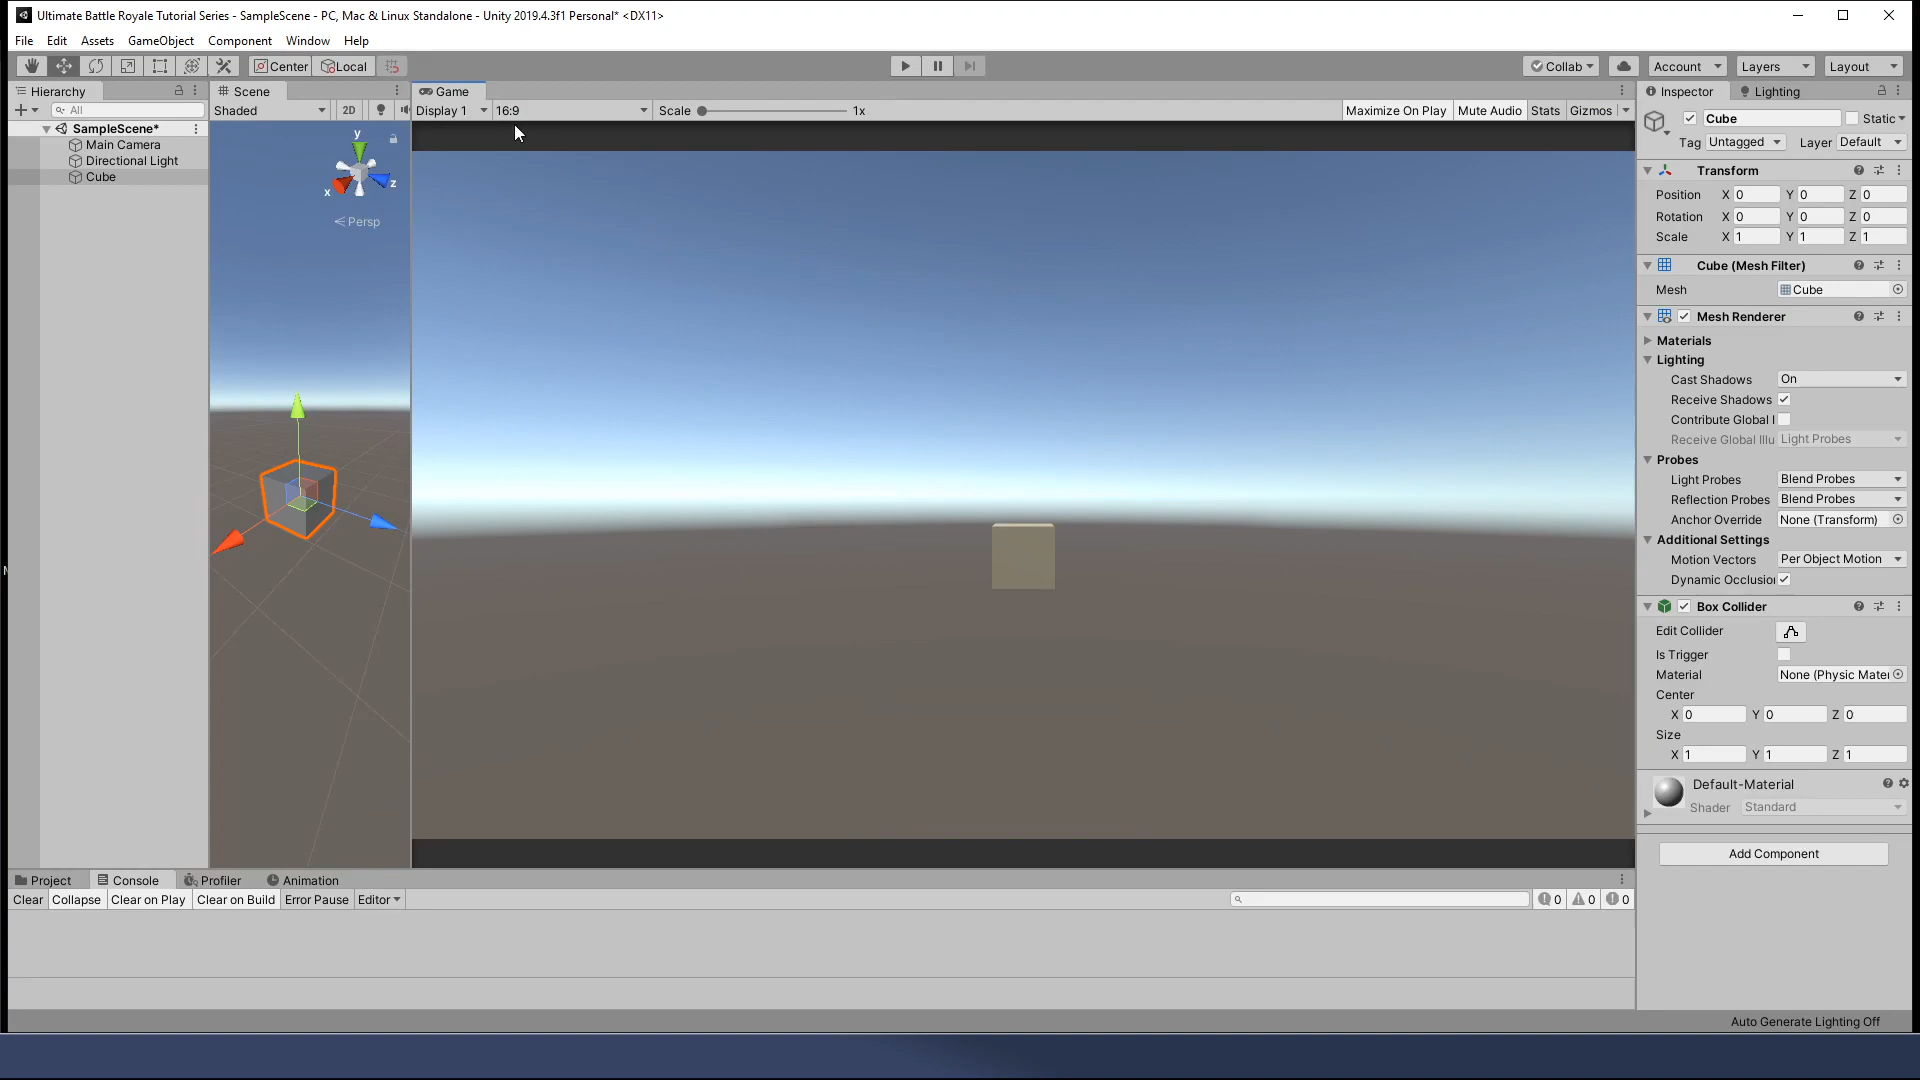 Ultimate Battle Royale Tutorial Series - SampleScene - PC, Mac & Linux Standalone - Unity 2019.4.3f1 Personal* <DX11>
File Edit Assets GameObject Component Window Help
Center Local Collab Account Layers Layout
Hierarchy
All
SampleScene*
Main Camera
Directional Light
Cube
Scene
Shaded 2D
y
x z
Persp
Game
Display 1 16:9 Scale 1x Maximize On Play Mute Audio Stats Gizmos
Inspector Lighting
Cube Static
Tag Untagged Layer Default
Transform
Position X 0 Y 0 Z 0
Rotation X 0 Y 0 Z 0
Scale X 1 Y 1 Z 1
Cube (Mesh Filter)
Mesh Cube
Mesh Renderer
Materials
Lighting
Cast Shadows On
Receive Shadows
Contribute Global I
Receive Global Illu Light Probes
Probes
Light Probes Blend Probes
Reflection Probes Blend Probes
Anchor Override None (Transform)
Additional Settings
Motion Vectors Per Object Motion
Dynamic Occlusion
Box Collider
Edit Collider
Is Trigger
Material None (Physic Mater
Center
X 0 Y 0 Z 0
Size
X 1 Y 1 Z 1
Default-Material
Shader Standard
Add Component
Project Console Profiler Animation
Clear Collapse Clear on Play Clear on Build Error Pause Editor 0 0 0
Auto Generate Lighting Off